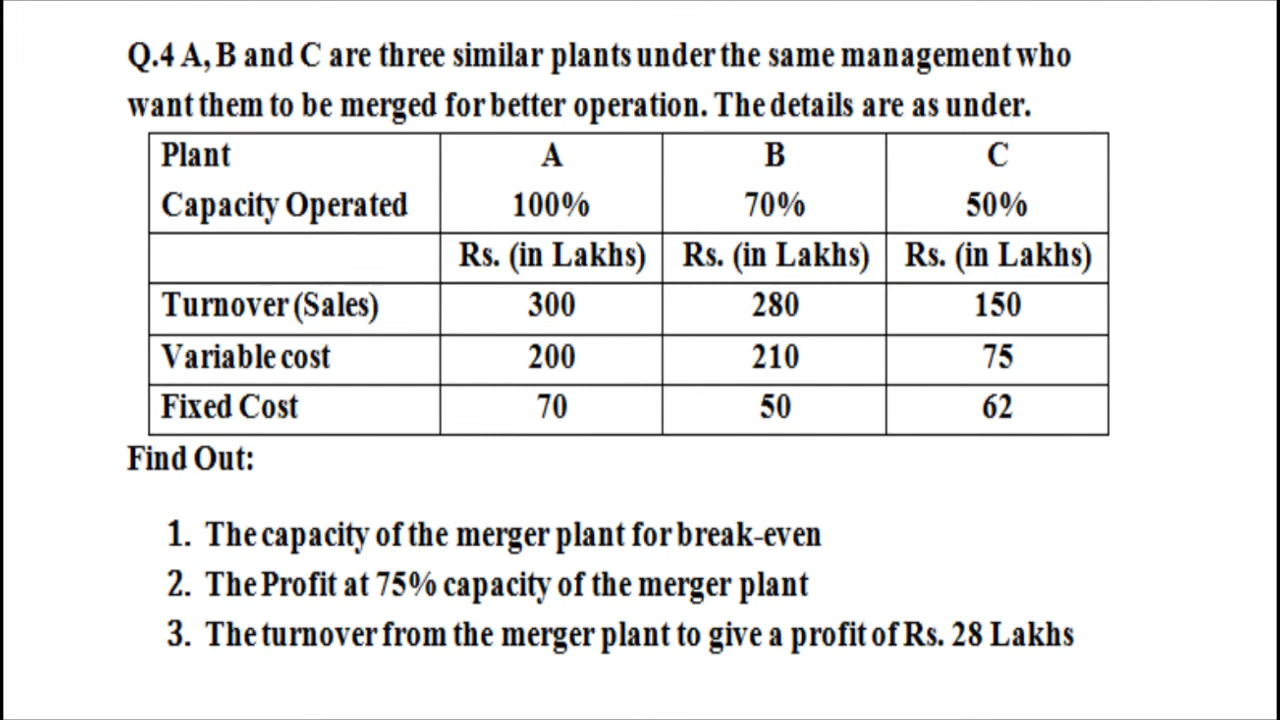 Q.4 A, B and C are three similar plants under the same management who
want them to be merged for better operation. The details are as under.
Plant A B C
Capacity Operated 100% 70% 50%
Rs. (in Lakhs) Rs. (in Lakhs) Rs. (in Lakhs)
Turnover (Sales) 300 280 150
Variable cost 200 210 75
Fixed Cost 70 50 62
Find Out:
1. The capacity of the merger plant for break-even
2. The Profit at 75% capacity of the merger plant
3. The turnover from the merger plant to give a profit of Rs. 28 Lakhs